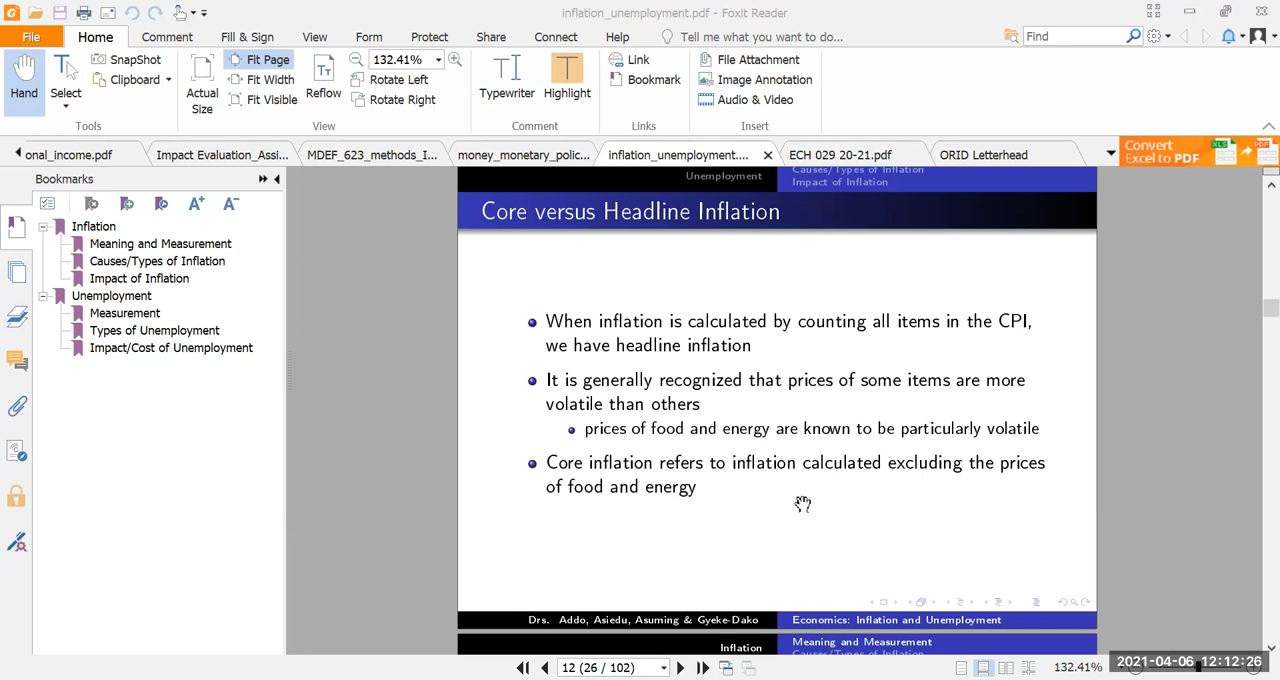 inflation_unemployment.pdf - Foxit Reader
File Home Comment Fill & Sign View Form Protect Share Connect Help Tell me what you want to do... Find
Hand
Select
SnapShot
Clipboard
Tools
Actual
Size
Fit Page
Fit Width
Fit Visible
Reflow
132.41%
Rotate Left
Rotate Right
View
Typewriter
Highlight
Comment
Link
Bookmark
Links
File Attachment
Image Annotation
Audio & Video
Insert
onal_income.pdf Impact Evaluation_Assi... MDEF_623_methods_I... money_monetary_polic... inflation_unemployment.... ECH 029 20-21.pdf ORID Letterhead
Convert
Excel to PDF
Bookmarks
Inflation
Meaning and Measurement
Causes/Types of Inflation
Impact of Inflation
Unemployment
Measurement
Types of Unemployment
Impact/Cost of Unemployment
Unemployment
Causes/Types of Inflation
Impact of Inflation
Core versus Headline Inflation
When inflation is calculated by counting all items in the CPI,
we have headline inflation
It is generally recognized that prices of some items are more
volatile than others
prices of food and energy are known to be particularly volatile
Core inflation refers to inflation calculated excluding the prices
of food and energy
Drs. Addo, Asiedu, Asuming & Gyeke-Dako Economics: Inflation and Unemployment
Inflation
Meaning and Measurement
Causes/Types of Inflation
12 (26 / 102)
132.41%
2021-04-06 12:12:26